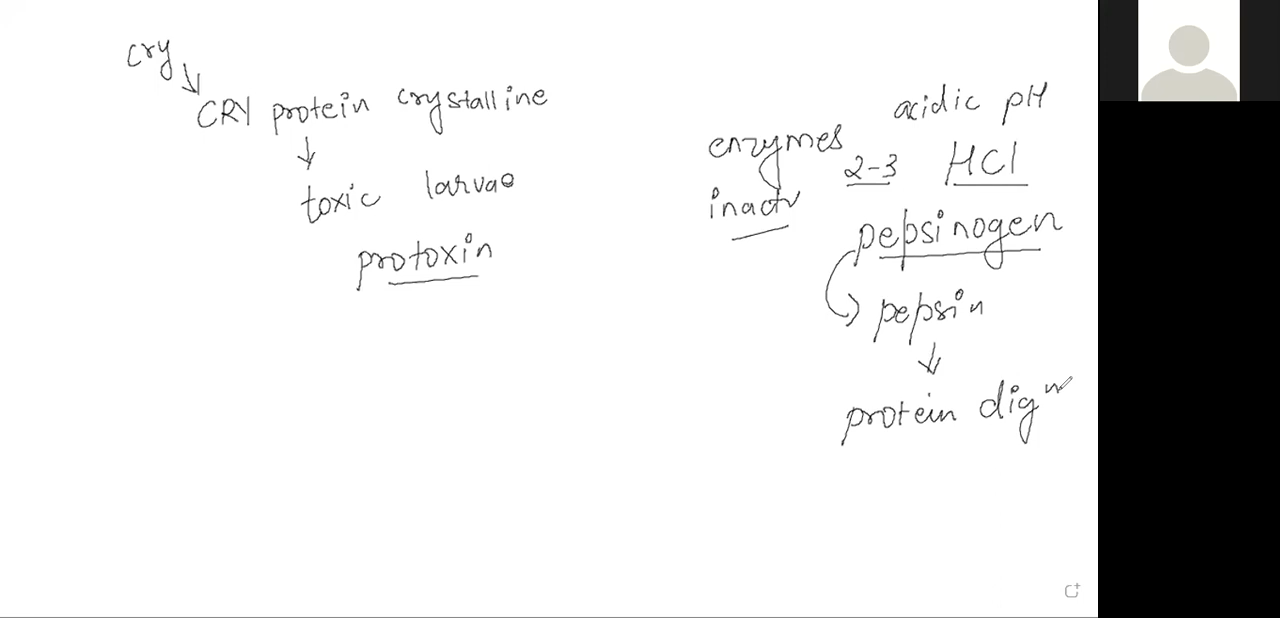 cry
CRY protein crystalline
toxic larvae
protoxin
acidic pH
enzymes 2-3 HCl
inactv
pepsinogen
pepsin
protein dig n